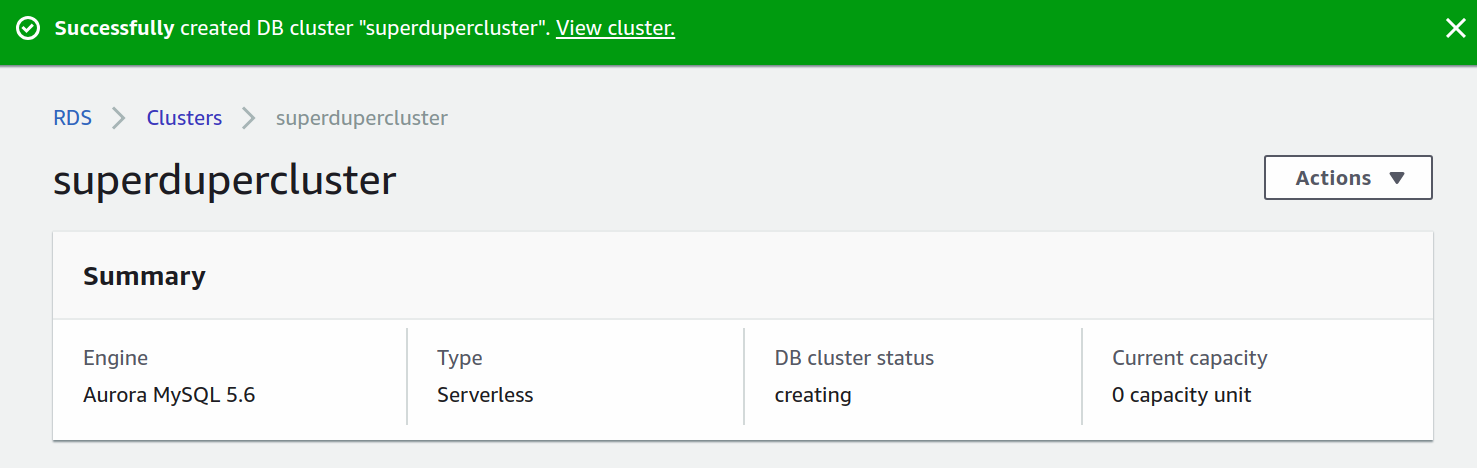 Successfully created DB cluster "superdupercluster". View cluster.
RDS Clusters superdupercluster
superdupercluster
Actions
Summary
Engine Type DB cluster status Current capacity
Aurora MySQL 5.6 Serverless creating 0 capacity unit